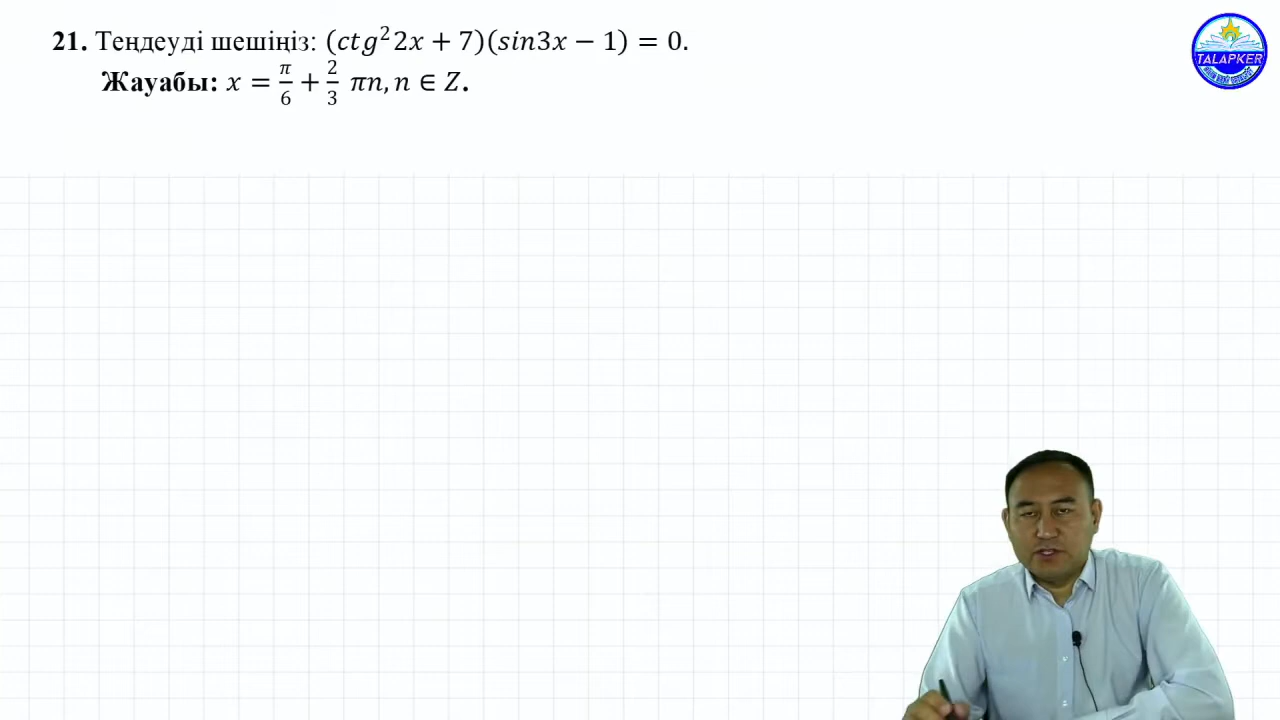 21. Теңдеуді шешіңіз: (ctg²2x + 7)(sin3x − 1) = 0.
Жауабы: x = π/6 + 2/3 πn, n ∈ Z.
TALAPKER